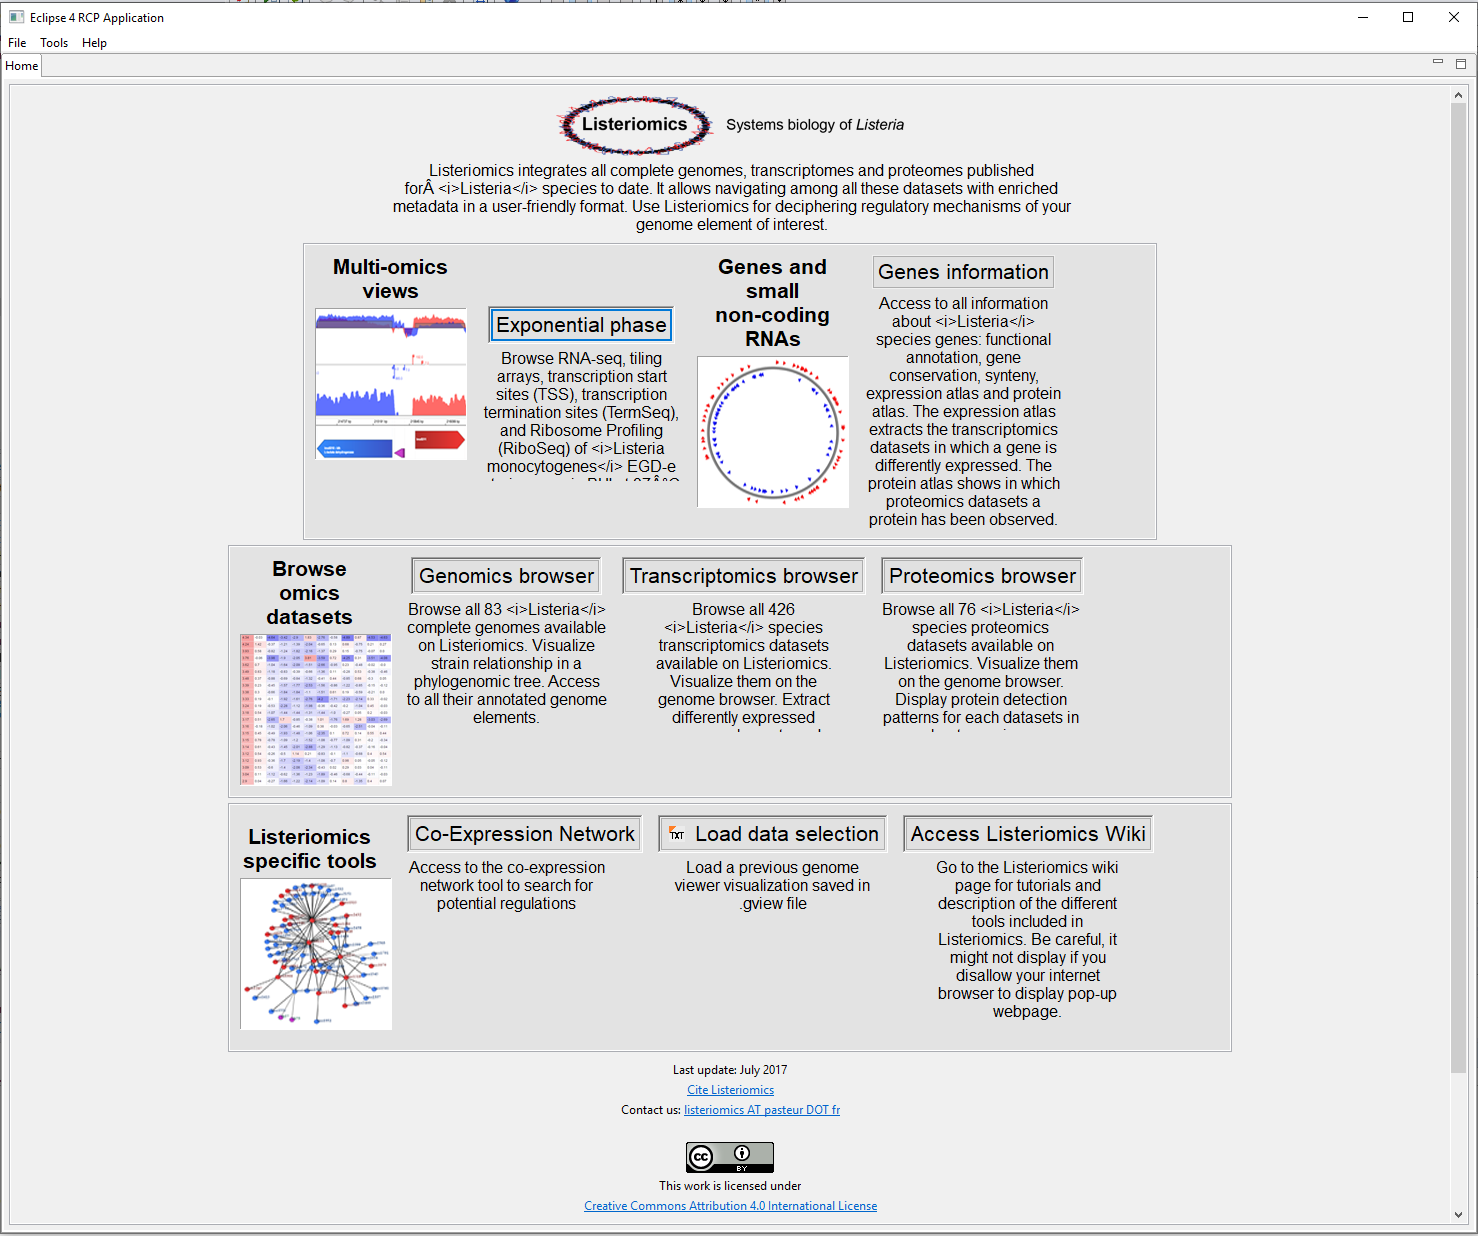 Eclipse 4 RCP Application
File Tools Help
Home
Listeriomics
Systems biology of Listeria
Listeriomics integrates all complete genomes, transcriptomes and proteomes published
forÂ <i>Listeria</i> species to date. It allows navigating among all these datasets with enriched
metadata in a user-friendly format. Use Listeriomics for deciphering regulatory mechanisms of your
genome element of interest.
Multi-omics
views
Exponential phase
Browse RNA-seq, tiling
arrays, transcription start
sites (TSS), transcription
termination sites (TermSeq),
and Ribosome Profiling
(RiboSeq) of <i>Listeria
monocytogenes</i> EGD-e
Genes and
small
non-coding
RNAs
Genes information
Access to all information
about <i>Listeria</i>
species genes: functional
annotation, gene
conservation, synteny,
expression atlas and protein
atlas. The expression atlas
extracts the transcriptomics
datasets in which a gene is
differently expressed. The
protein atlas shows in which
proteomics datasets a
protein has been observed.
Browse
omics
datasets
Genomics browser
Browse all 83 <i>Listeria</i>
complete genomes available
on Listeriomics. Visualize
strain relationship in a
phylogenomic tree. Access
to all their annotated genome
elements.
Transcriptomics browser
Browse all 426
<i>Listeria</i> species
transcriptomics datasets
available on Listeriomics.
Visualize them on the
genome browser. Extract
differently expressed
Proteomics browser
Browse all 76 <i>Listeria</i>
species proteomics
datasets available on
Listeriomics. Visualize them
on the genome browser.
Display protein detection
patterns for each datasets in
Listeriomics
specific tools
Co-Expression Network
Access to the co-expression
network tool to search for
potential regulations
TXT Load data selection
Load a previous genome
viewer visualization saved in
.gview file
Access Listeriomics Wiki
Go to the Listeriomics wiki
page for tutorials and
description of the different
tools included in
Listeriomics. Be careful, it
might not display if you
disallow your internet
browser to display pop-up
webpage.
Last update: July 2017
Cite Listeriomics
Contact us: listeriomics AT pasteur DOT fr
cc BY
This work is licensed under
Creative Commons Attribution 4.0 International License